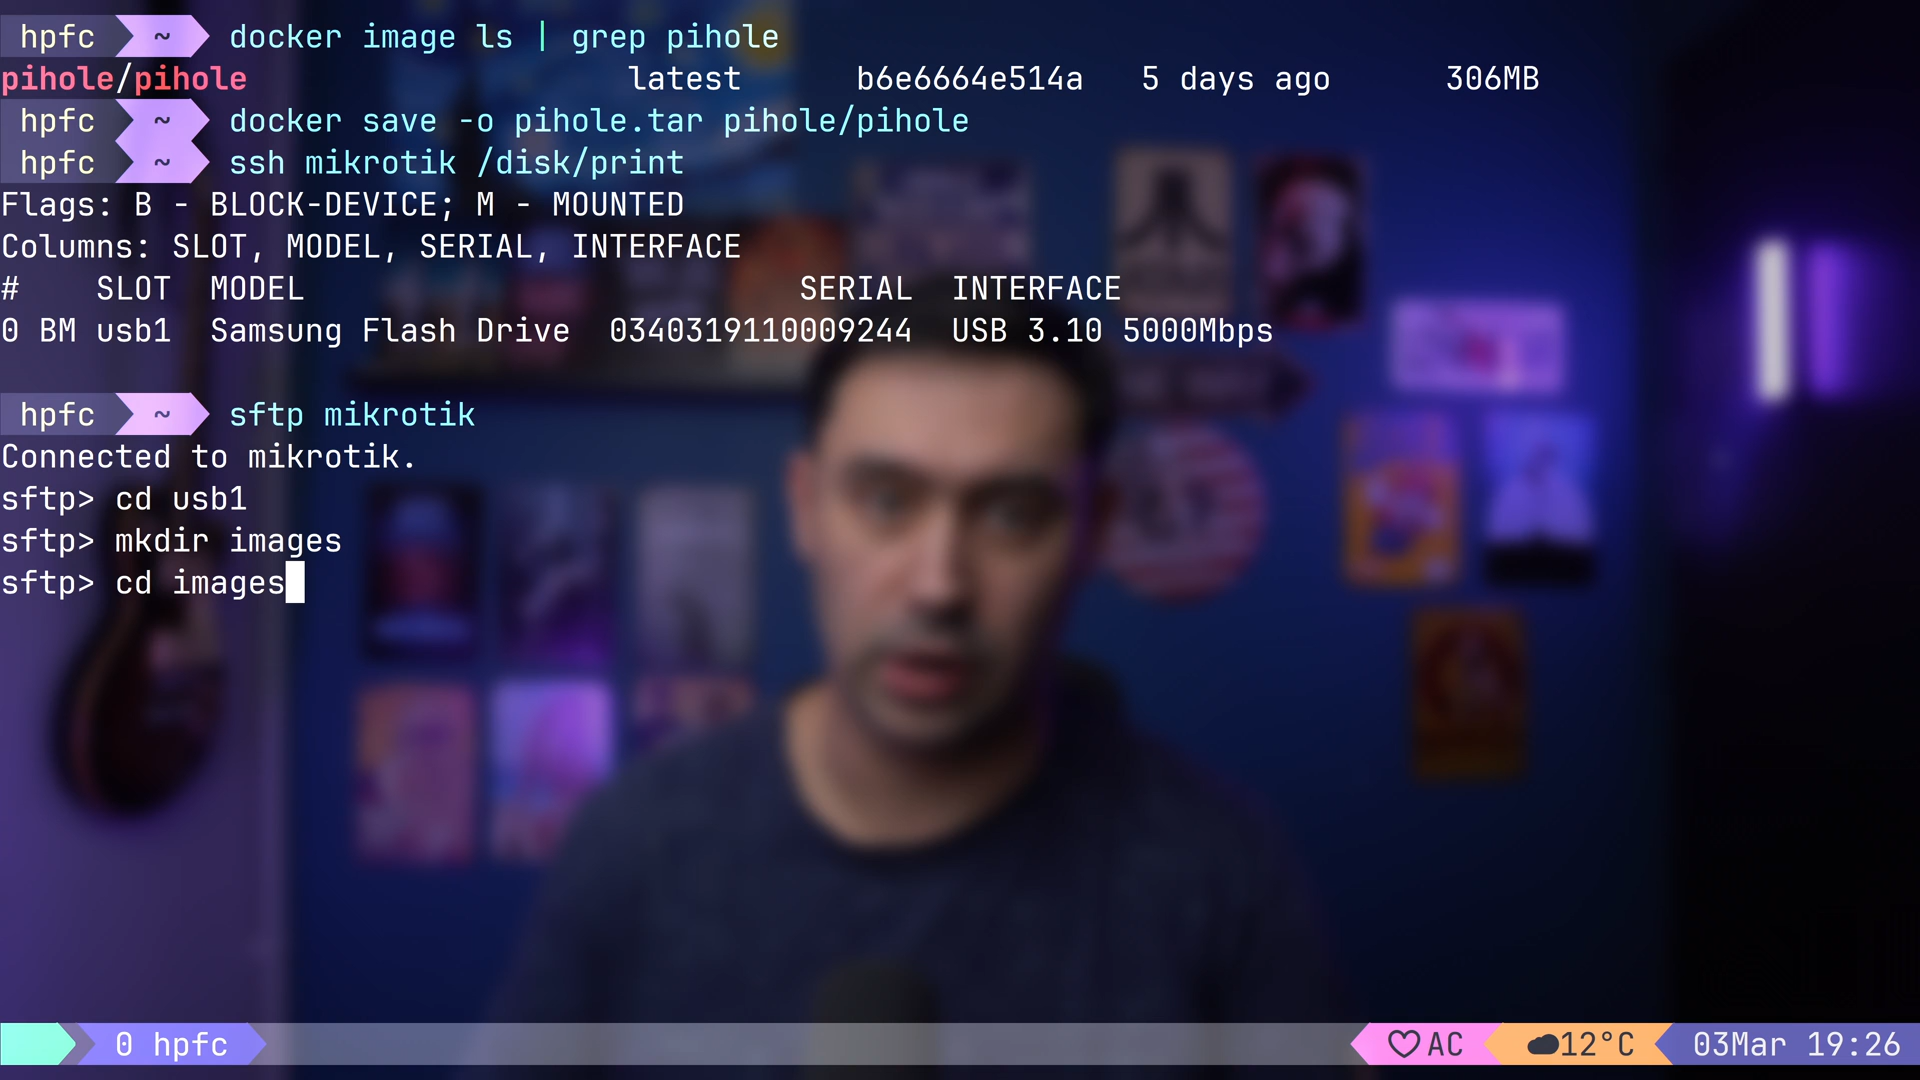 hpfc ~ docker image ls | grep pihole
pihole/pihole latest b6e6664e514a 5 days ago 306MB
hpfc ~ docker save -o pihole.tar pihole/pihole
hpfc ~ ssh mikrotik /disk/print
Flags: B - BLOCK-DEVICE; M - MOUNTED
Columns: SLOT, MODEL, SERIAL, INTERFACE
# SLOT MODEL SERIAL INTERFACE
0 BM usb1 Samsung Flash Drive 0340319110009244 USB 3.10 5000Mbps
hpfc ~ sftp mikrotik
Connected to mikrotik.
sftp> cd usb1
sftp> mkdir images
sftp> cd images
0 hpfc AC 12°C 03Mar 19:26